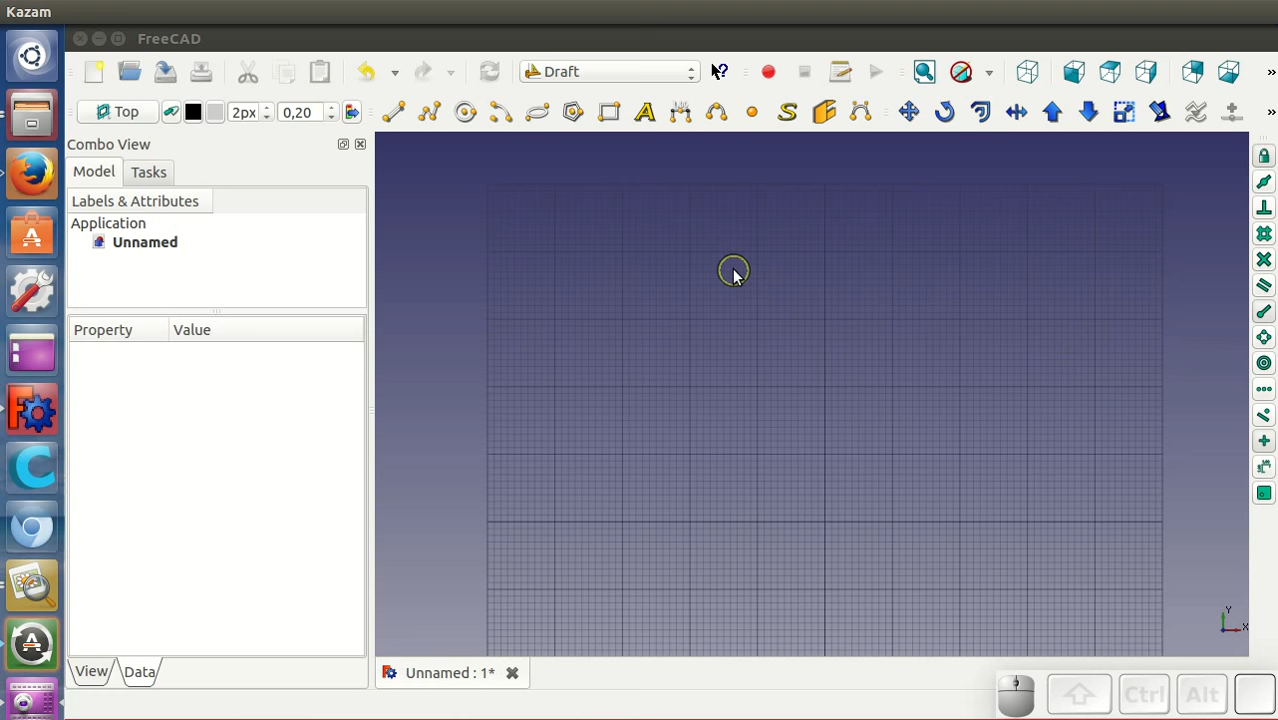 Kazam
FreeCAD
Draft
Top
2px
0,20
Combo View
Model
Tasks
Labels & Attributes
Application
Unnamed
Property
Value
Y
X
View
Data
Unnamed : 1*
Ctrl
Alt